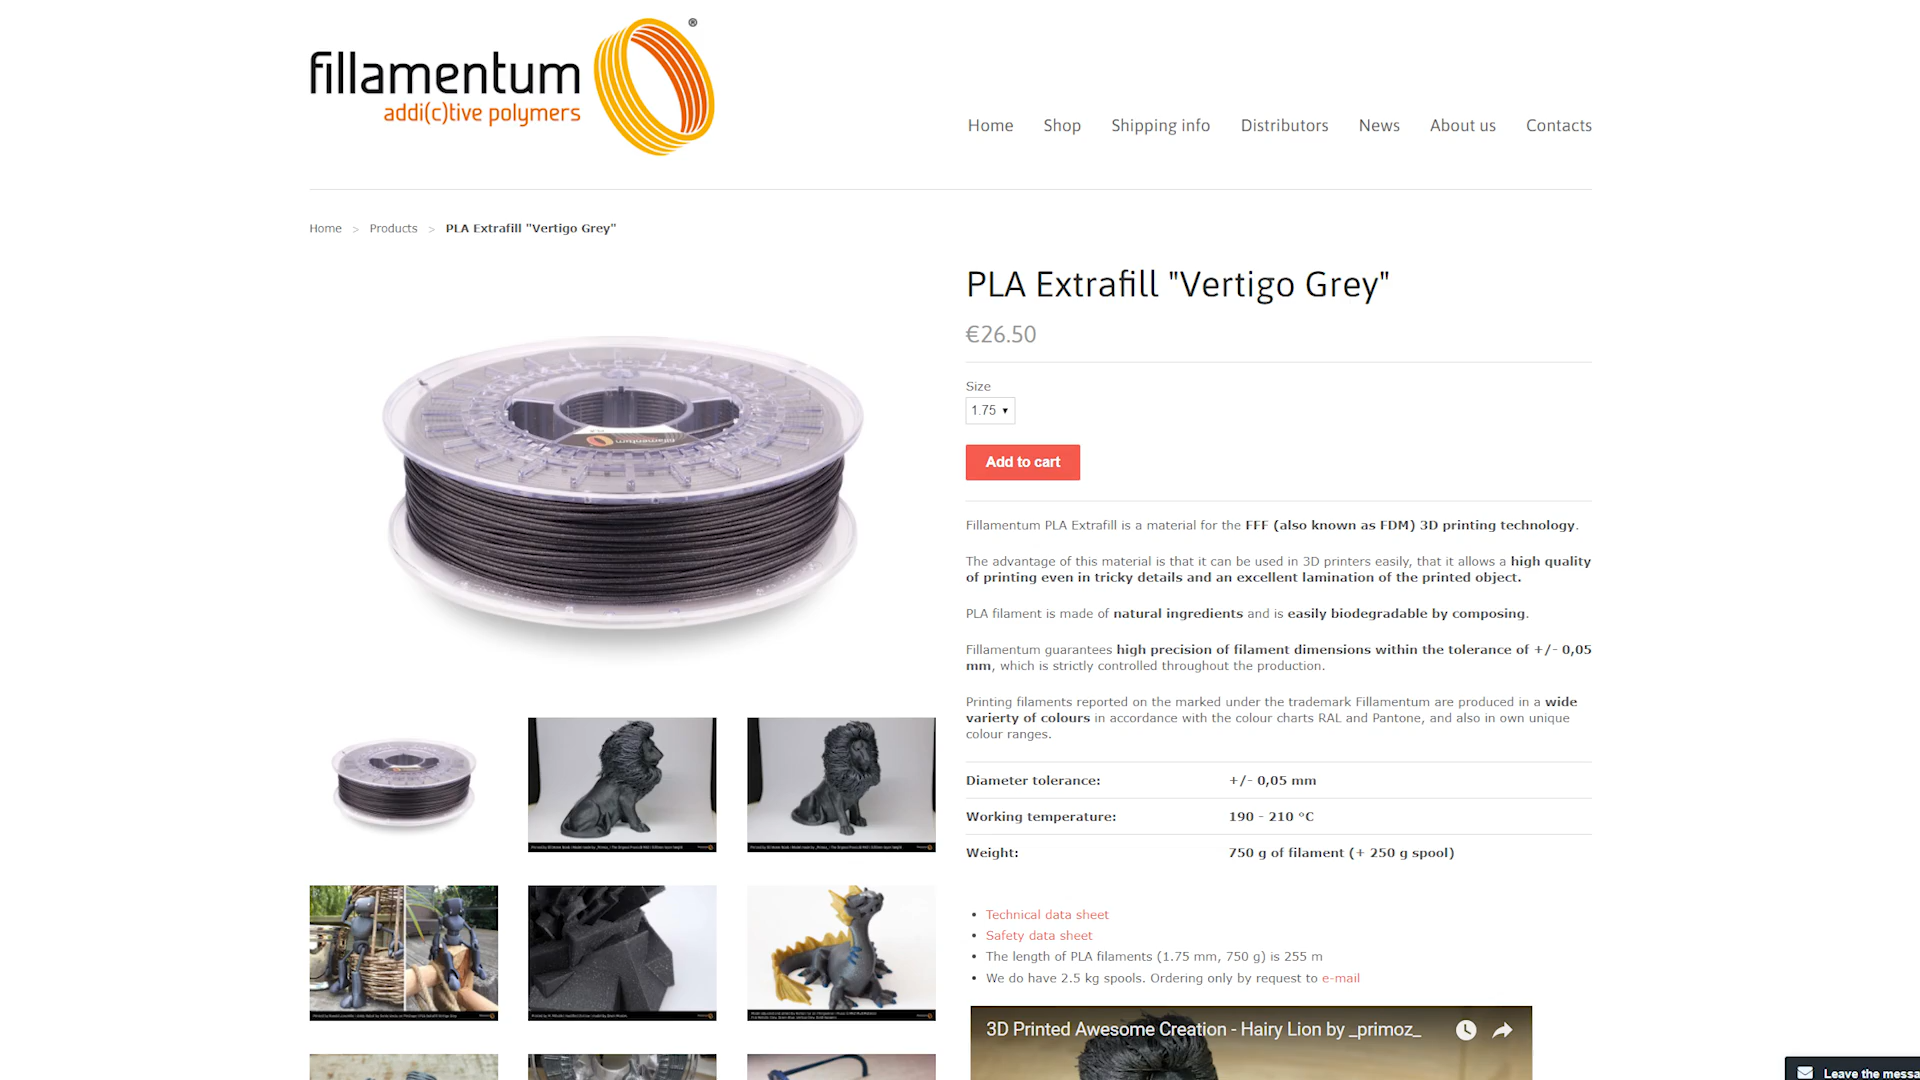 fillamentum
®
addi(c)tive polymers
Home Shop Shipping info Distributors News About us Contacts
Home > Products > PLA Extrafill "Vertigo Grey"
PLA Extrafill "Vertigo Grey"
€26.50
Size
1.75
Add to cart
Fillamentum PLA Extrafill is a material for the FFF (also known as FDM) 3D printing technology.
The advantage of this material is that it can be used in 3D printers easily, that it allows a high quality
of printing even in tricky details and an excellent lamination of the printed object.
PLA filament is made of natural ingredients and is easily biodegradable by composing.
Fillamentum guarantees high precision of filament dimensions within the tolerance of +/- 0,05
mm, which is strictly controlled throughout the production.
Printing filaments reported on the marked under the trademark Fillamentum are produced in a wide
varierty of colours in accordance with the colour charts RAL and Pantone, and also in own unique
colour ranges.
Diameter tolerance: +/- 0,05 mm
Working temperature: 190 - 210 °C
Weight: 750 g of filament (+ 250 g spool)
• Technical data sheet
• Safety data sheet
• The length of PLA filaments (1.75 mm, 750 g) is 255 m
• We do have 2.5 kg spools. Ordering only by request to e-mail
3D Printed Awesome Creation - Hairy Lion by _primoz_
Leave the messa